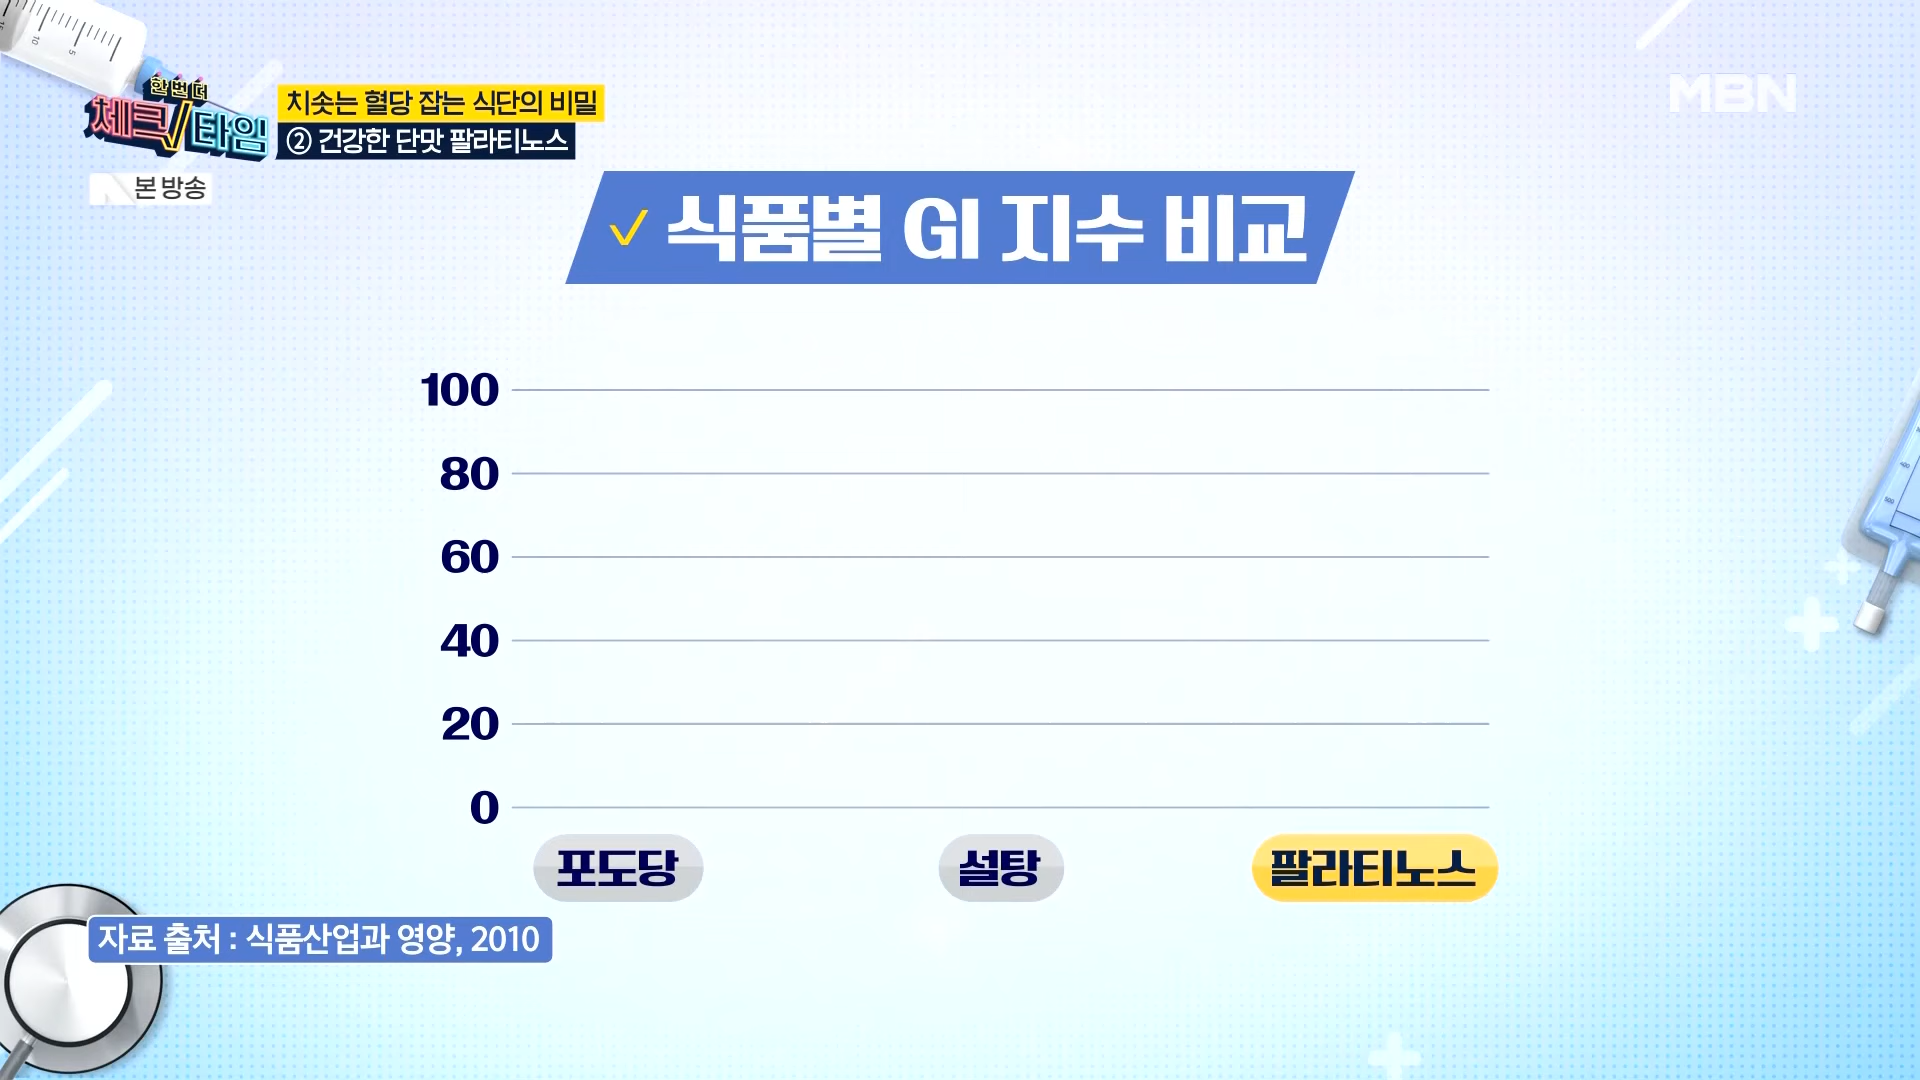 한 번 더
체크타임
치솟는 혈당 잡는 식단의 비밀
② 건강한 단맛 팔라티노스
본 방송
MBN
✓ 식품별 GI 지수 비교
100
80
60
40
20
0
포도당
설탕
팔라티노스
자료 출처 : 식품산업과 영양, 2010